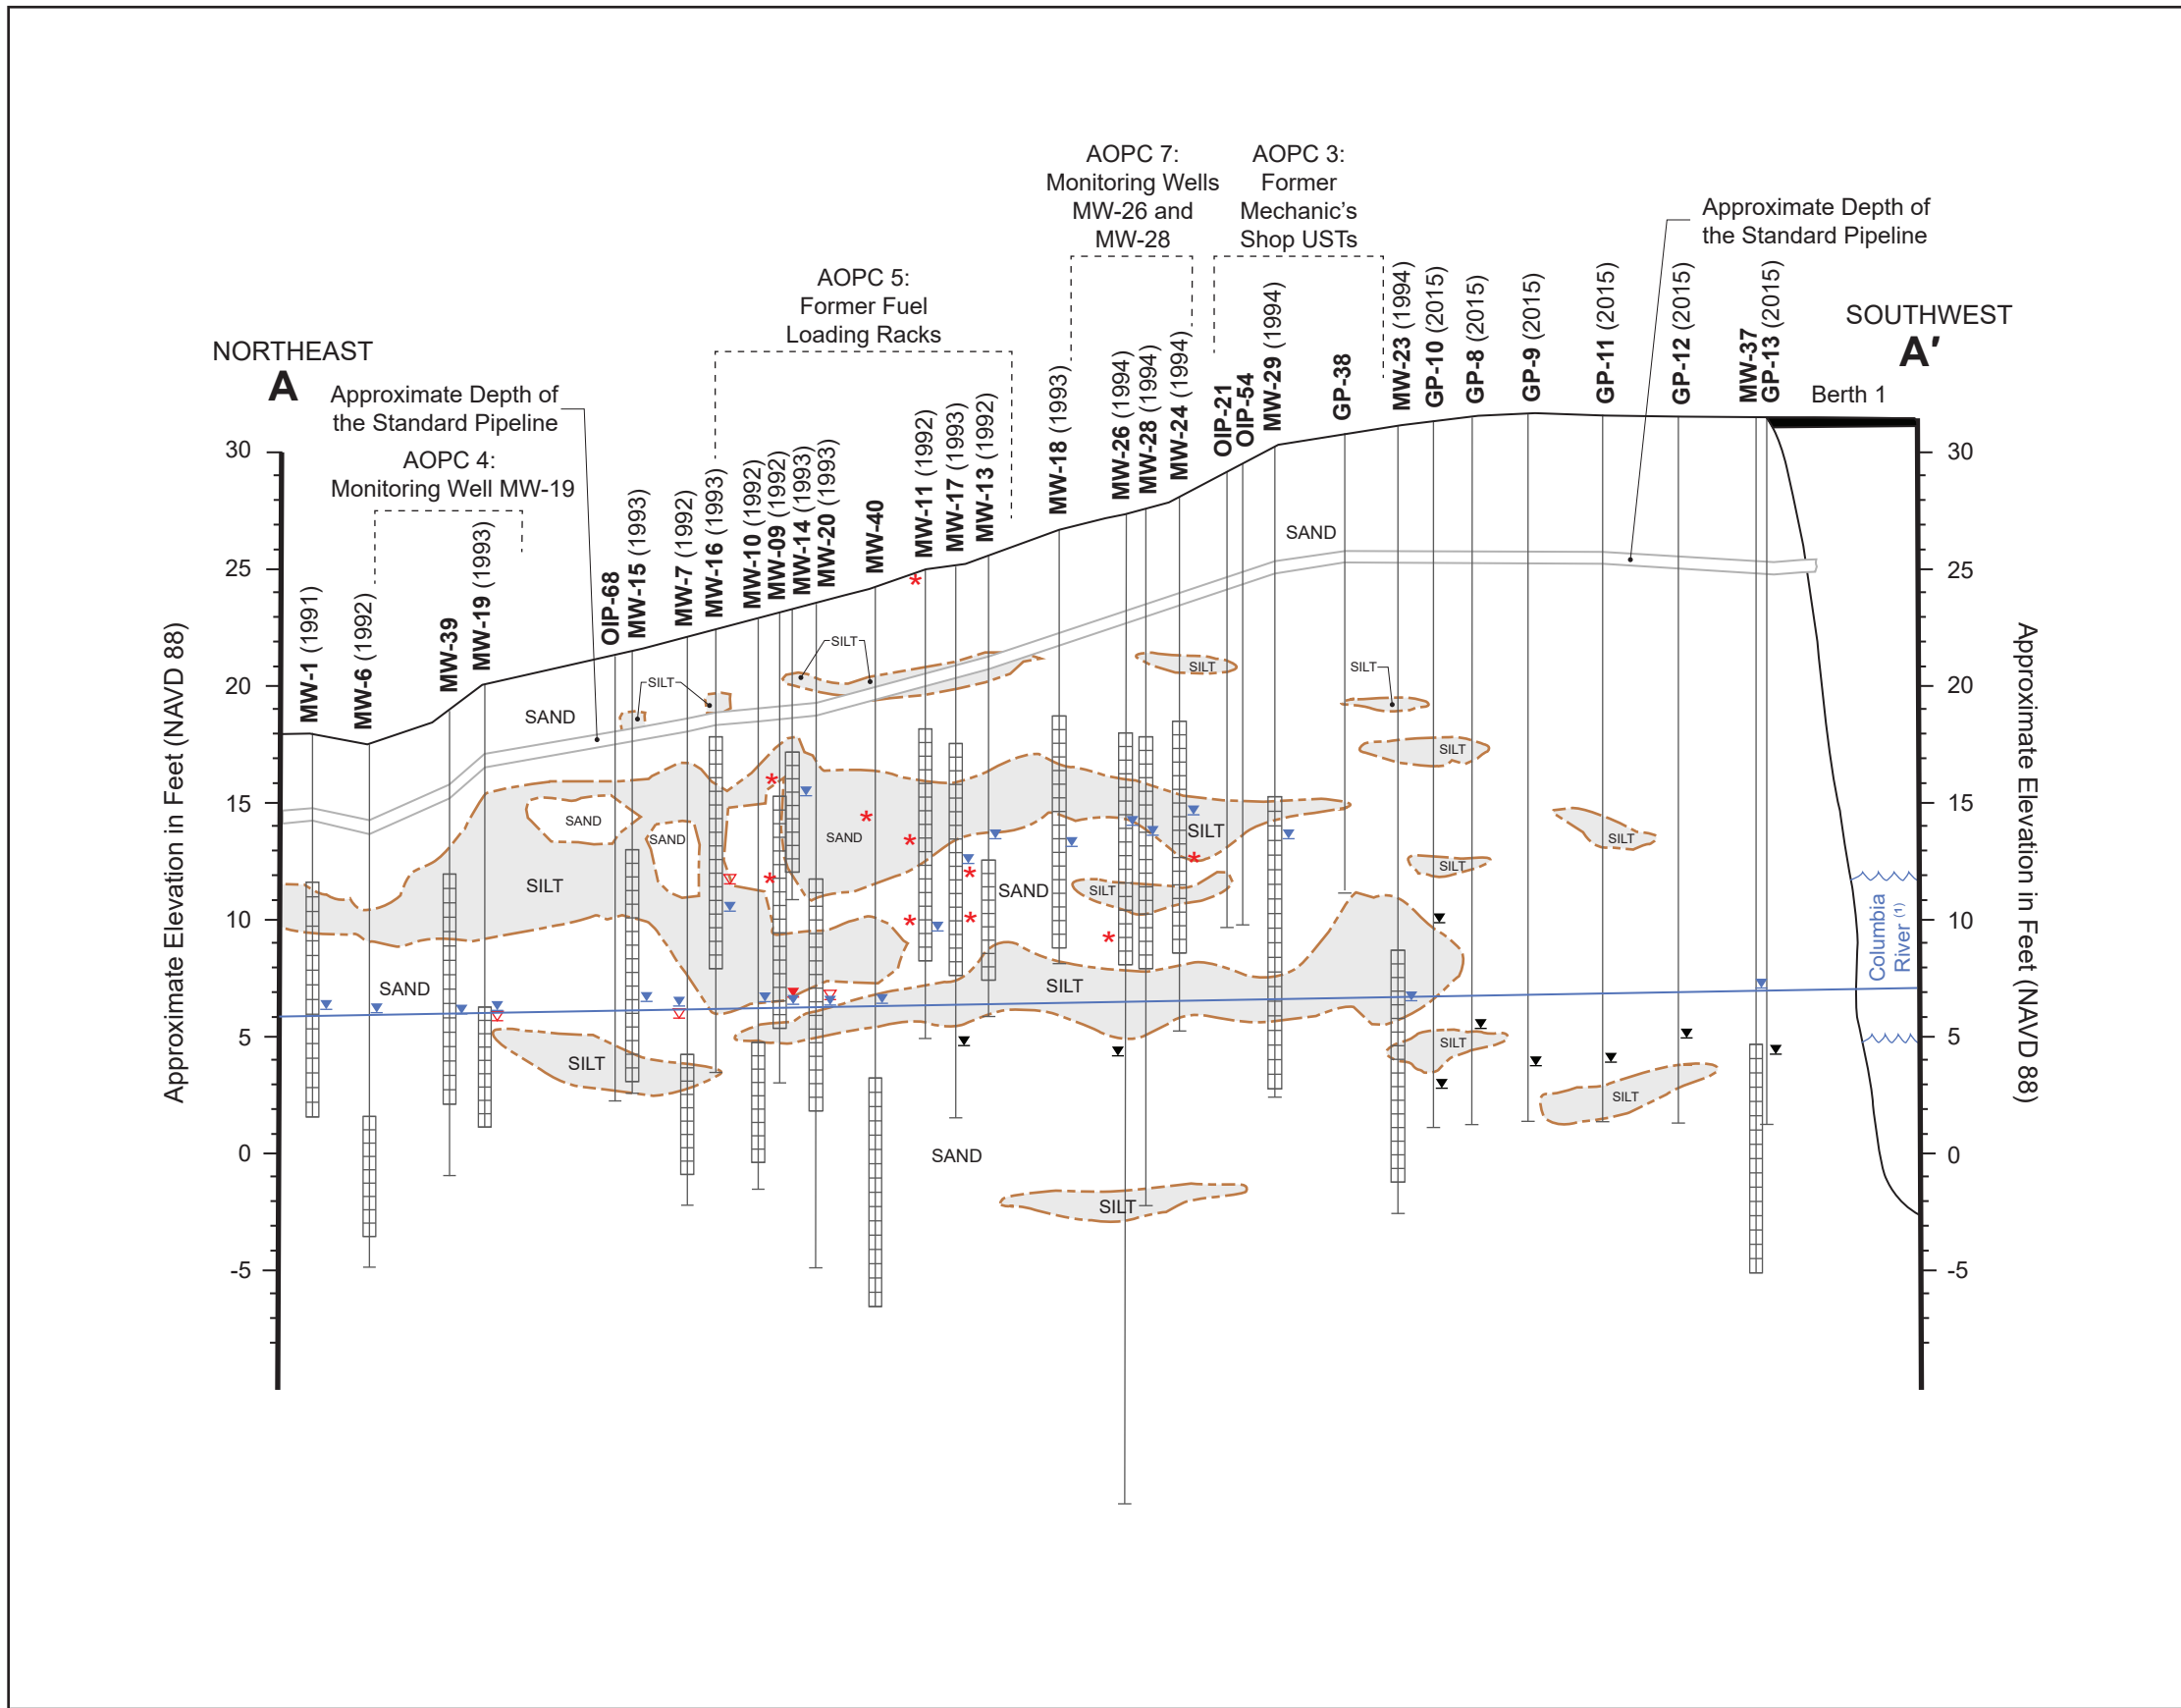 AOPC 7:
Monitoring Wells
MW-26 and
MW-28
AOPC 3:
Former
Mechanic’s
Shop USTs
Approximate Depth of
the Standard Pipeline
AOPC 5:
Former Fuel
Loading Racks
NORTHEAST
A
SOUTHWEST
A′
Berth 1
Approximate Depth of
the Standard Pipeline
AOPC 4:
Monitoring Well MW-19
MW-1 (1991)
MW-6 (1992)
MW-39
MW-19 (1993)
OIP-68
MW-15 (1993)
MW-7 (1992)
MW-16 (1993)
MW-10 (1992)
MW-09 (1992)
MW-14 (1993)
MW-20 (1993)
MW-40
MW-11 (1992)
MW-17 (1993)
MW-13 (1992)
MW-18 (1993)
MW-26 (1994)
MW-28 (1994)
MW-24 (1994)
OIP-21
OIP-54
MW-29 (1994)
GP-38
MW-23 (1994)
GP-10 (2015)
GP-8 (2015)
GP-9 (2015)
GP-11 (2015)
GP-12 (2015)
MW-37
GP-13 (2015)
Approximate Elevation in Feet (NAVD 88)
30
25
20
15
10
5
0
-5
SAND
SILT
SILT
SILT
SILT
SAND
SILT
SILT
SAND
SAND
SAND
SILT
SILT
SILT
SILT
SILT
SAND
SILT
SAND
SILT
SILT
SILT
SILT
SAND
SILT
Columbia
River (1)
30
25
20
15
10
5
0
-5
Approximate Elevation in Feet (NAVD 88)